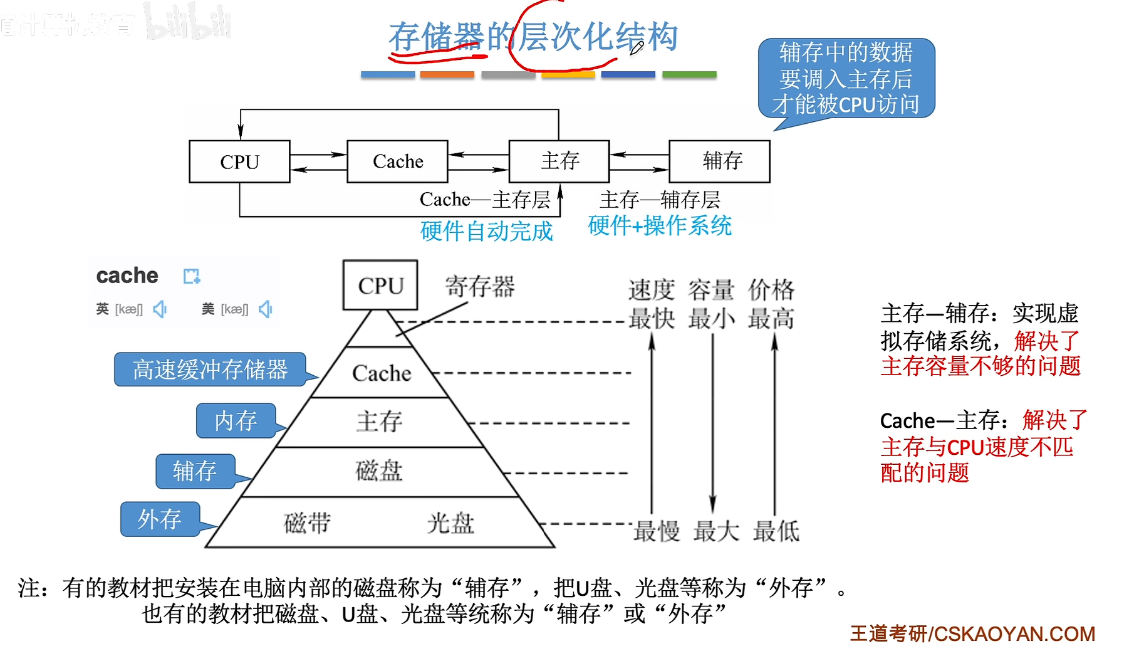 bilibili
存储器的层次化结构
辅存中的数据
要调入主存后
才能被CPU访问
CPU
Cache
主存
辅存
Cache—主存层
主存—辅存层
硬件自动完成
硬件+操作系统
cache
英 [kæʃ] 美 [kæʃ]
CPU
寄存器
速度 容量 价格
最快 最小 最高
高速缓冲存储器
Cache
内存
主存
辅存
磁盘
外存
磁带 光盘
最慢 最大 最低
主存—辅存：实现虚
拟存储系统，解决了
主存容量不够的问题
Cache—主存：解决了
主存与CPU速度不匹
配的问题
注：有的教材把安装在电脑内部的磁盘称为“辅存”，把U盘、光盘等称为“外存”。
也有的教材把磁盘、U盘、光盘等统称为“辅存”或“外存”
王道考研/CSKAOYAN.COM